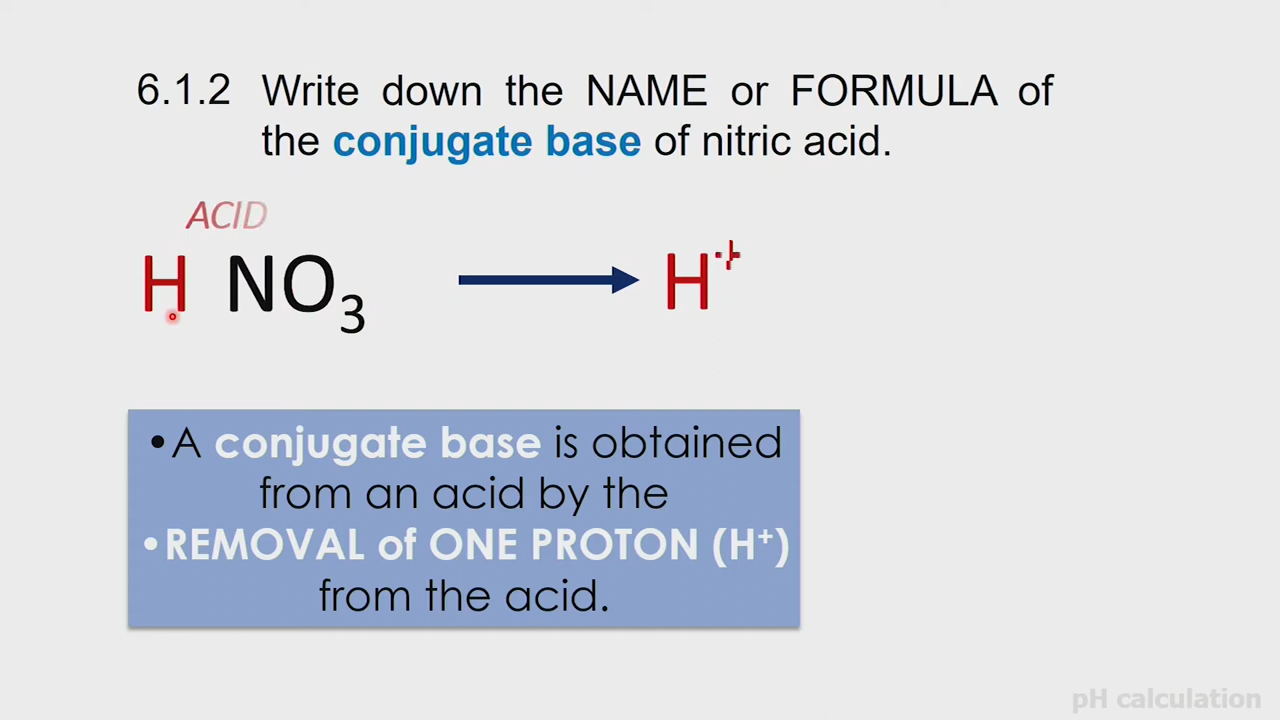 6.1.2 Write down the NAME or FORMULA of
the conjugate base of nitric acid.
ACID
H NO₃ → H⁺
•A conjugate base is obtained
from an acid by the
•REMOVAL of ONE PROTON (H⁺)
from the acid.
pH calculation